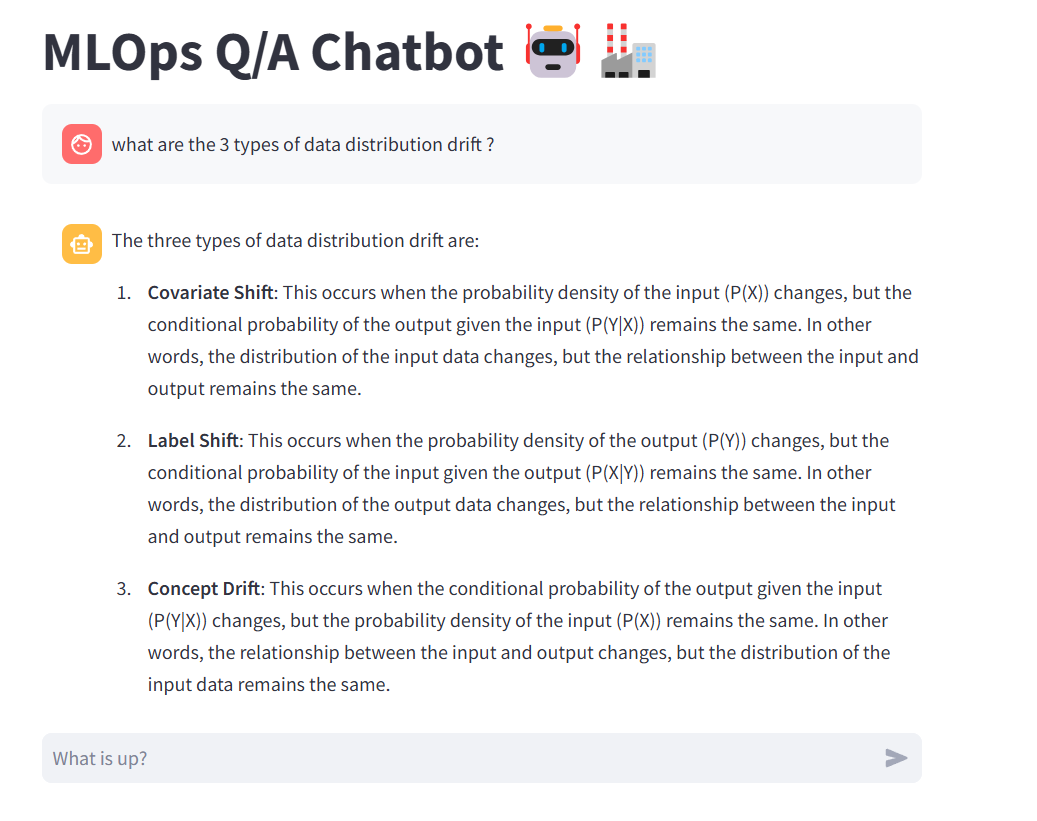 MLOps Q/A Chatbot 🤖 🏭
what are the 3 types of data distribution drift ?
The three types of data distribution drift are:
1. Covariate Shift: This occurs when the probability density of the input (P(X)) changes, but the
conditional probability of the output given the input (P(Y|X)) remains the same. In other
words, the distribution of the input data changes, but the relationship between the input and
output remains the same.
2. Label Shift: This occurs when the probability density of the output (P(Y)) changes, but the
conditional probability of the input given the output (P(X|Y)) remains the same. In other
words, the distribution of the output data changes, but the relationship between the input
and output remains the same.
3. Concept Drift: This occurs when the conditional probability of the output given the input
(P(Y|X)) changes, but the probability density of the input (P(X)) remains the same. In other
words, the relationship between the input and output changes, but the distribution of the
input data remains the same.
What is up?